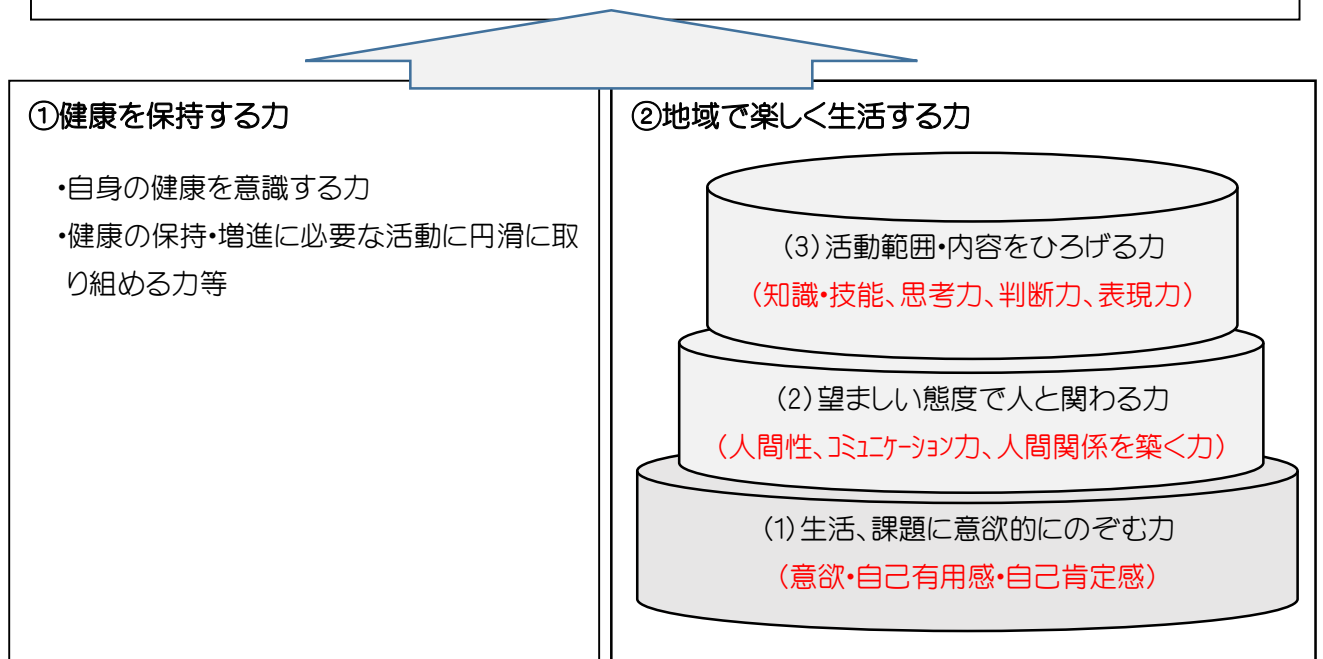 ①健康を保持する力
・自身の健康を意識する力
・健康の保持・増進に必要な活動に円滑に取
り組める力等
②地域で楽しく生活する力
(3)活動範囲・内容をひろげる力
(知識・技能、思考力、判断力、表現力)
(2)望ましい態度で人と関わる力
(人間性、ｺﾐｭﾆｹｰｼｮﾝ力、人間関係を築く力)
(1)生活、課題に意欲的にのぞむ力
(意欲・自己有用感・自己肯定感)